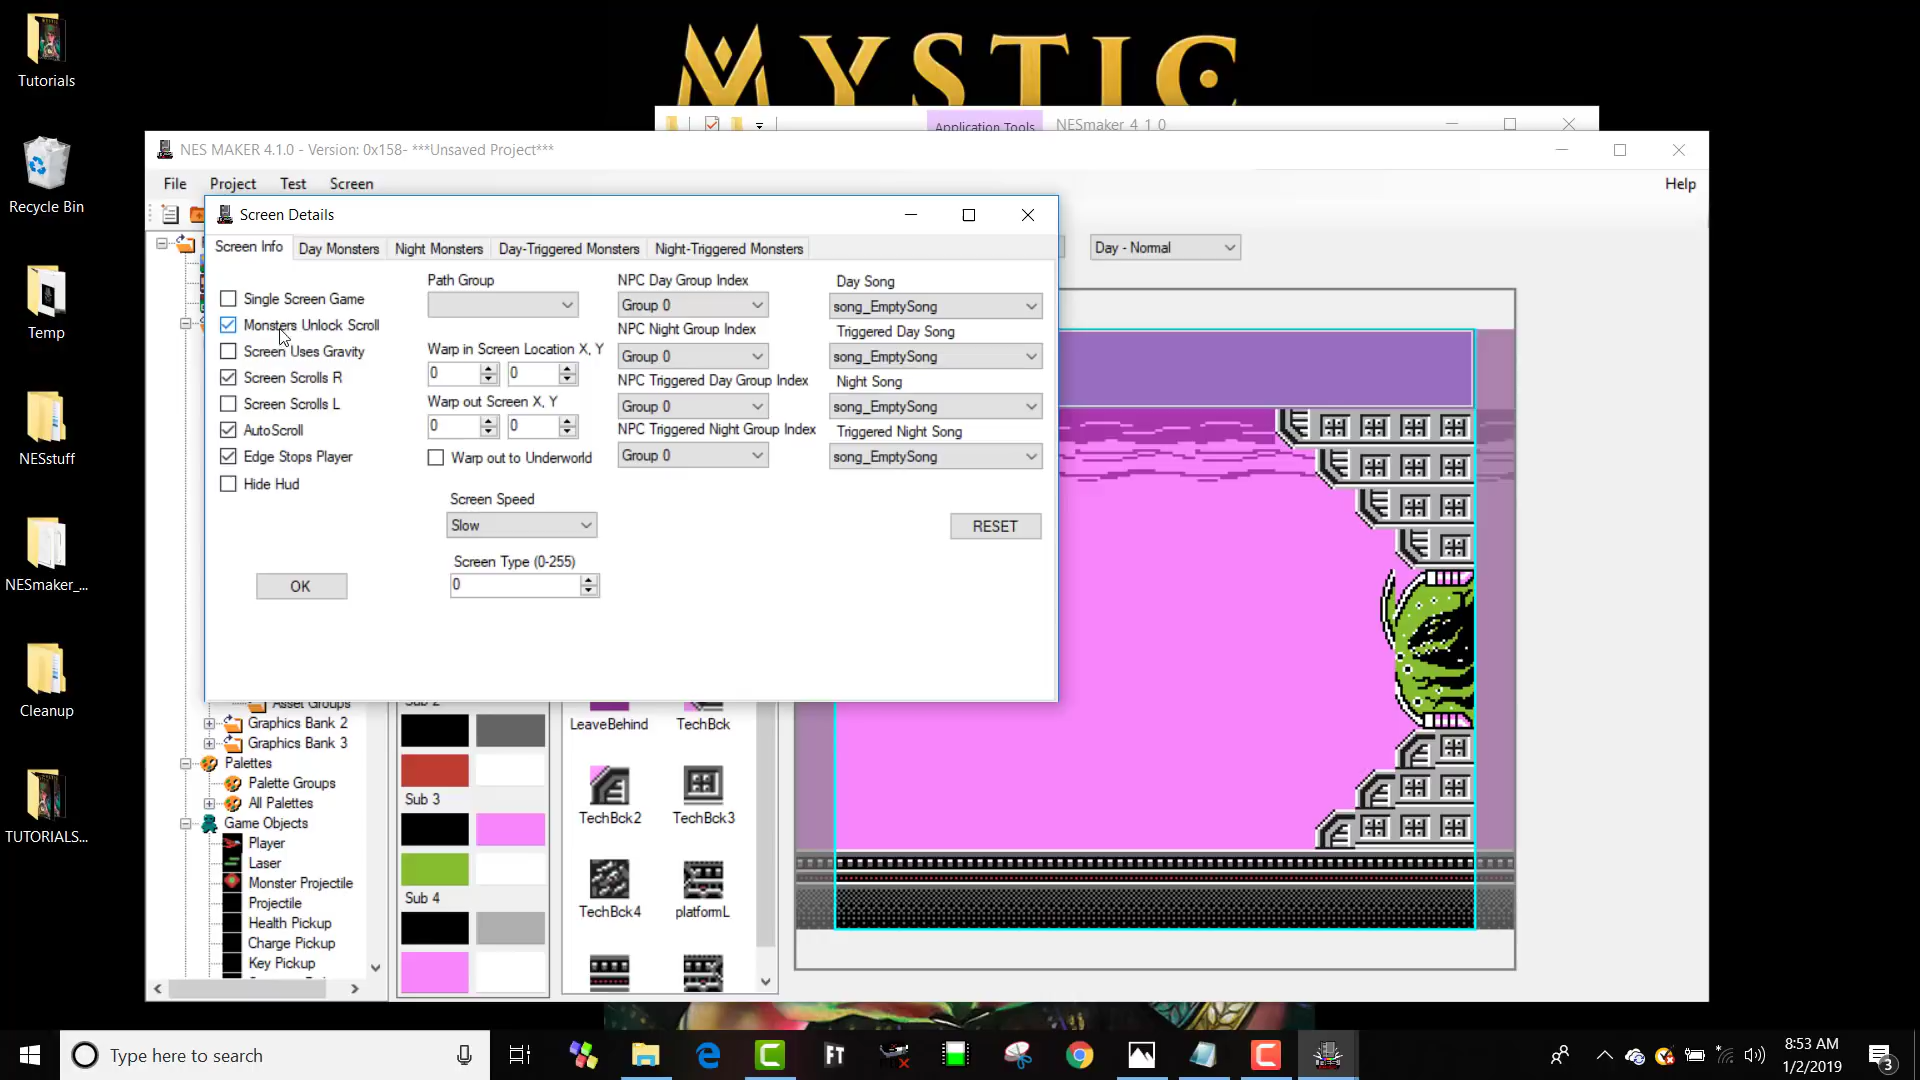 MYSTIC
Tutorials
Recycle Bin
Temp
NESstuff
NESmaker_...
Cleanup
TUTORIALS...
Application Tools
NESmaker_4_1_0
NES MAKER 4.1.0 - Version: 0x158- ***Unsaved Project***
File
Project
Test
Screen
Help
Screen Details
Screen Info
Day Monsters
Night Monsters
Day-Triggered Monsters
Night-Triggered Monsters
Day - Normal
Single Screen Game
Monsters Unlock Scroll
Screen Uses Gravity
Screen Scrolls R
Screen Scrolls L
AutoScroll
Edge Stops Player
Hide Hud
OK
Path Group
Warp in Screen Location X, Y
0
0
Warp out Screen X, Y
0
0
Warp out to Underworld
Screen Speed
Slow
Screen Type (0-255)
0
NPC Day Group Index
Group 0
NPC Night Group Index
Group 0
NPC Triggered Day Group Index
Group 0
NPC Triggered Night Group Index
Group 0
Day Song
song_EmptySong
Triggered Day Song
song_EmptySong
Night Song
song_EmptySong
Triggered Night Song
song_EmptySong
RESET
Asset Groups
Graphics Bank 2
Graphics Bank 3
Palettes
Palette Groups
All Palettes
Game Objects
Player
Laser
Monster Projectile
Projectile
Health Pickup
Charge Pickup
Key Pickup
Sub 2
Sub 3
Sub 4
LeaveBehind
TechBck
TechBck2
TechBck3
TechBck4
platformL
Type here to search
FT
8:53 AM
1/2/2019
3